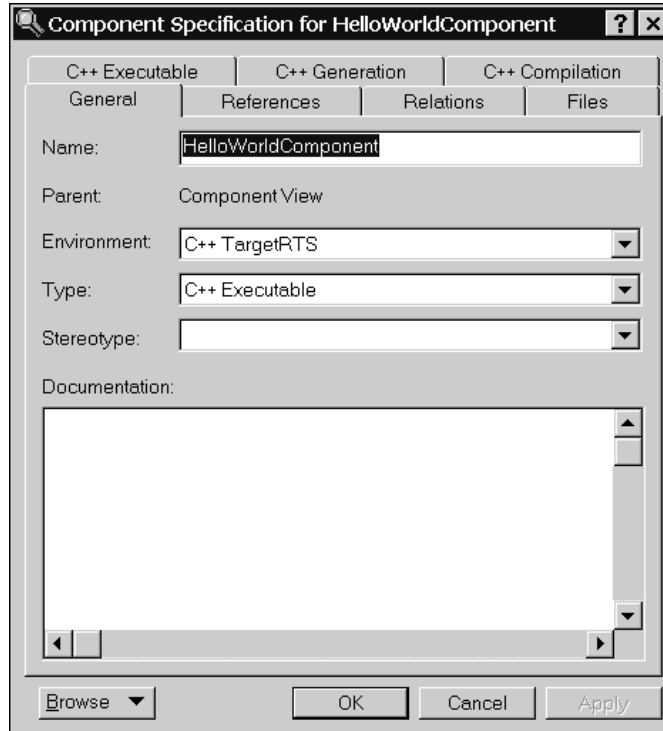 Component Specification for HelloWorldComponent ? x
C++ Executable C++ Generation C++ Compilation
General References Relations Files
Name: HelloWorldComponent
Parent: Component View
Environment: C++ TargetRTS
Type: C++ Executable
Stereotype:
Documentation:
Browse OK Cancel Apply